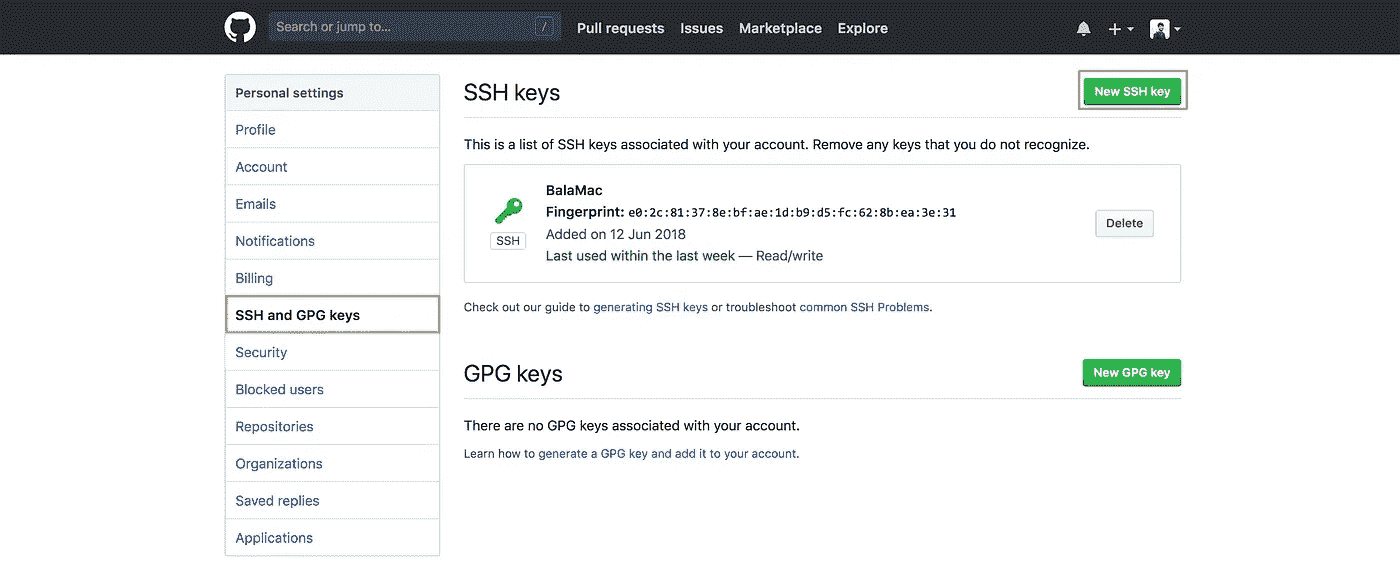 Search or jump to... /
Pull requests Issues Marketplace Explore
Personal settings
Profile
Account
Emails
Notifications
Billing
SSH and GPG keys
Security
Blocked users
Repositories
Organizations
Saved replies
Applications
SSH keys
New SSH key
This is a list of SSH keys associated with your account. Remove any keys that you do not recognize.
SSH
BalaMac
Fingerprint: e0:2c:81:37:8e:bf:ae:1d:b9:d5:fc:62:8b:ea:3e:31
Added on 12 Jun 2018
Last used within the last week — Read/write
Delete
Check out our guide to generating SSH keys or troubleshoot common SSH Problems.
GPG keys
New GPG key
There are no GPG keys associated with your account.
Learn how to generate a GPG key and add it to your account.